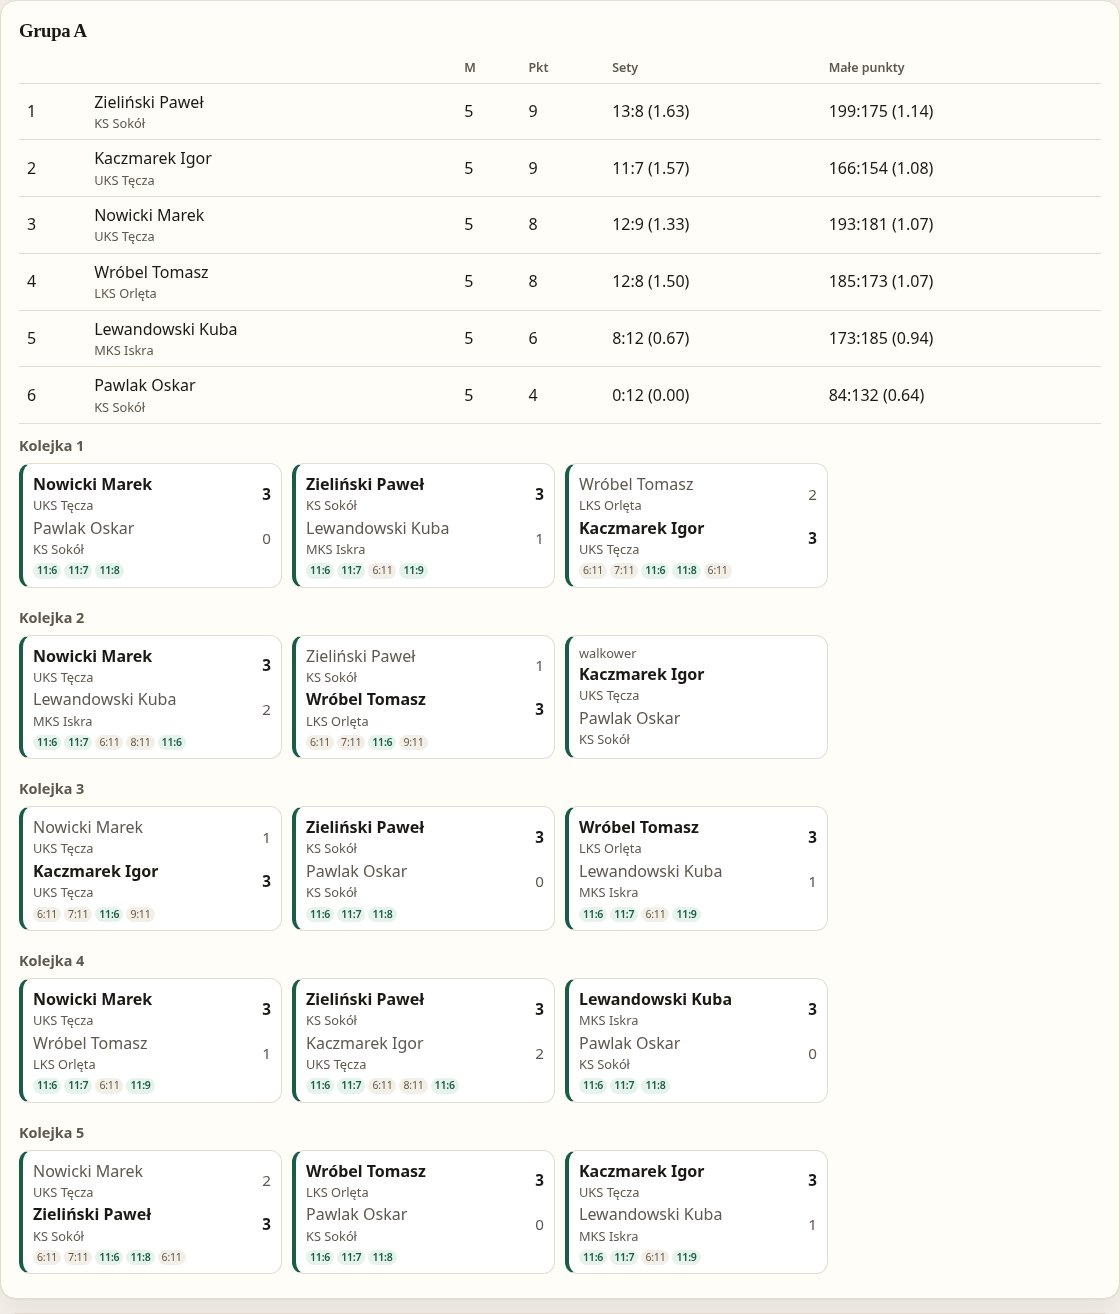 Grupa A
M Pkt Sety Małe punkty
1 Zieliński Paweł 5 9 13:8 (1.63) 199:175 (1.14)
KS Sokół
2 Kaczmarek Igor 5 9 11:7 (1.57) 166:154 (1.08)
UKS Tęcza
3 Nowicki Marek 5 8 12:9 (1.33) 193:181 (1.07)
UKS Tęcza
4 Wróbel Tomasz 5 8 12:8 (1.50) 185:173 (1.07)
LKS Orlęta
5 Lewandowski Kuba 5 6 8:12 (0.67) 173:185 (0.94)
MKS Iskra
6 Pawlak Oskar 5 4 0:12 (0.00) 84:132 (0.64)
KS Sokół
Kolejka 1
Nowicki Marek 3
UKS Tęcza
Pawlak Oskar 0
KS Sokół
11:6 11:7 11:8
Zieliński Paweł 3
KS Sokół
Lewandowski Kuba 1
MKS Iskra
11:6 11:7 6:11 11:9
Wróbel Tomasz 2
LKS Orlęta
Kaczmarek Igor 3
UKS Tęcza
6:11 7:11 11:6 11:8 6:11
Kolejka 2
Nowicki Marek 3
UKS Tęcza
Lewandowski Kuba 2
MKS Iskra
11:6 11:7 6:11 8:11 11:6
Zieliński Paweł 1
KS Sokół
Wróbel Tomasz 3
LKS Orlęta
6:11 7:11 11:6 9:11
walkower
Kaczmarek Igor
UKS Tęcza
Pawlak Oskar
KS Sokół
Kolejka 3
Nowicki Marek 1
UKS Tęcza
Kaczmarek Igor 3
UKS Tęcza
6:11 7:11 11:6 9:11
Zieliński Paweł 3
KS Sokół
Pawlak Oskar 0
KS Sokół
11:6 11:7 11:8
Wróbel Tomasz 3
LKS Orlęta
Lewandowski Kuba 1
MKS Iskra
11:6 11:7 6:11 11:9
Kolejka 4
Nowicki Marek 3
UKS Tęcza
Wróbel Tomasz 1
LKS Orlęta
11:6 11:7 6:11 11:9
Zieliński Paweł 3
KS Sokół
Kaczmarek Igor 2
UKS Tęcza
11:6 11:7 6:11 8:11 11:6
Lewandowski Kuba 3
MKS Iskra
Pawlak Oskar 0
KS Sokół
11:6 11:7 11:8
Kolejka 5
Nowicki Marek 2
UKS Tęcza
Zieliński Paweł 3
KS Sokół
6:11 7:11 11:6 11:8 6:11
Wróbel Tomasz 3
LKS Orlęta
Pawlak Oskar 0
KS Sokół
11:6 11:7 11:8
Kaczmarek Igor 3
UKS Tęcza
Lewandowski Kuba 1
MKS Iskra
11:6 11:7 6:11 11:9